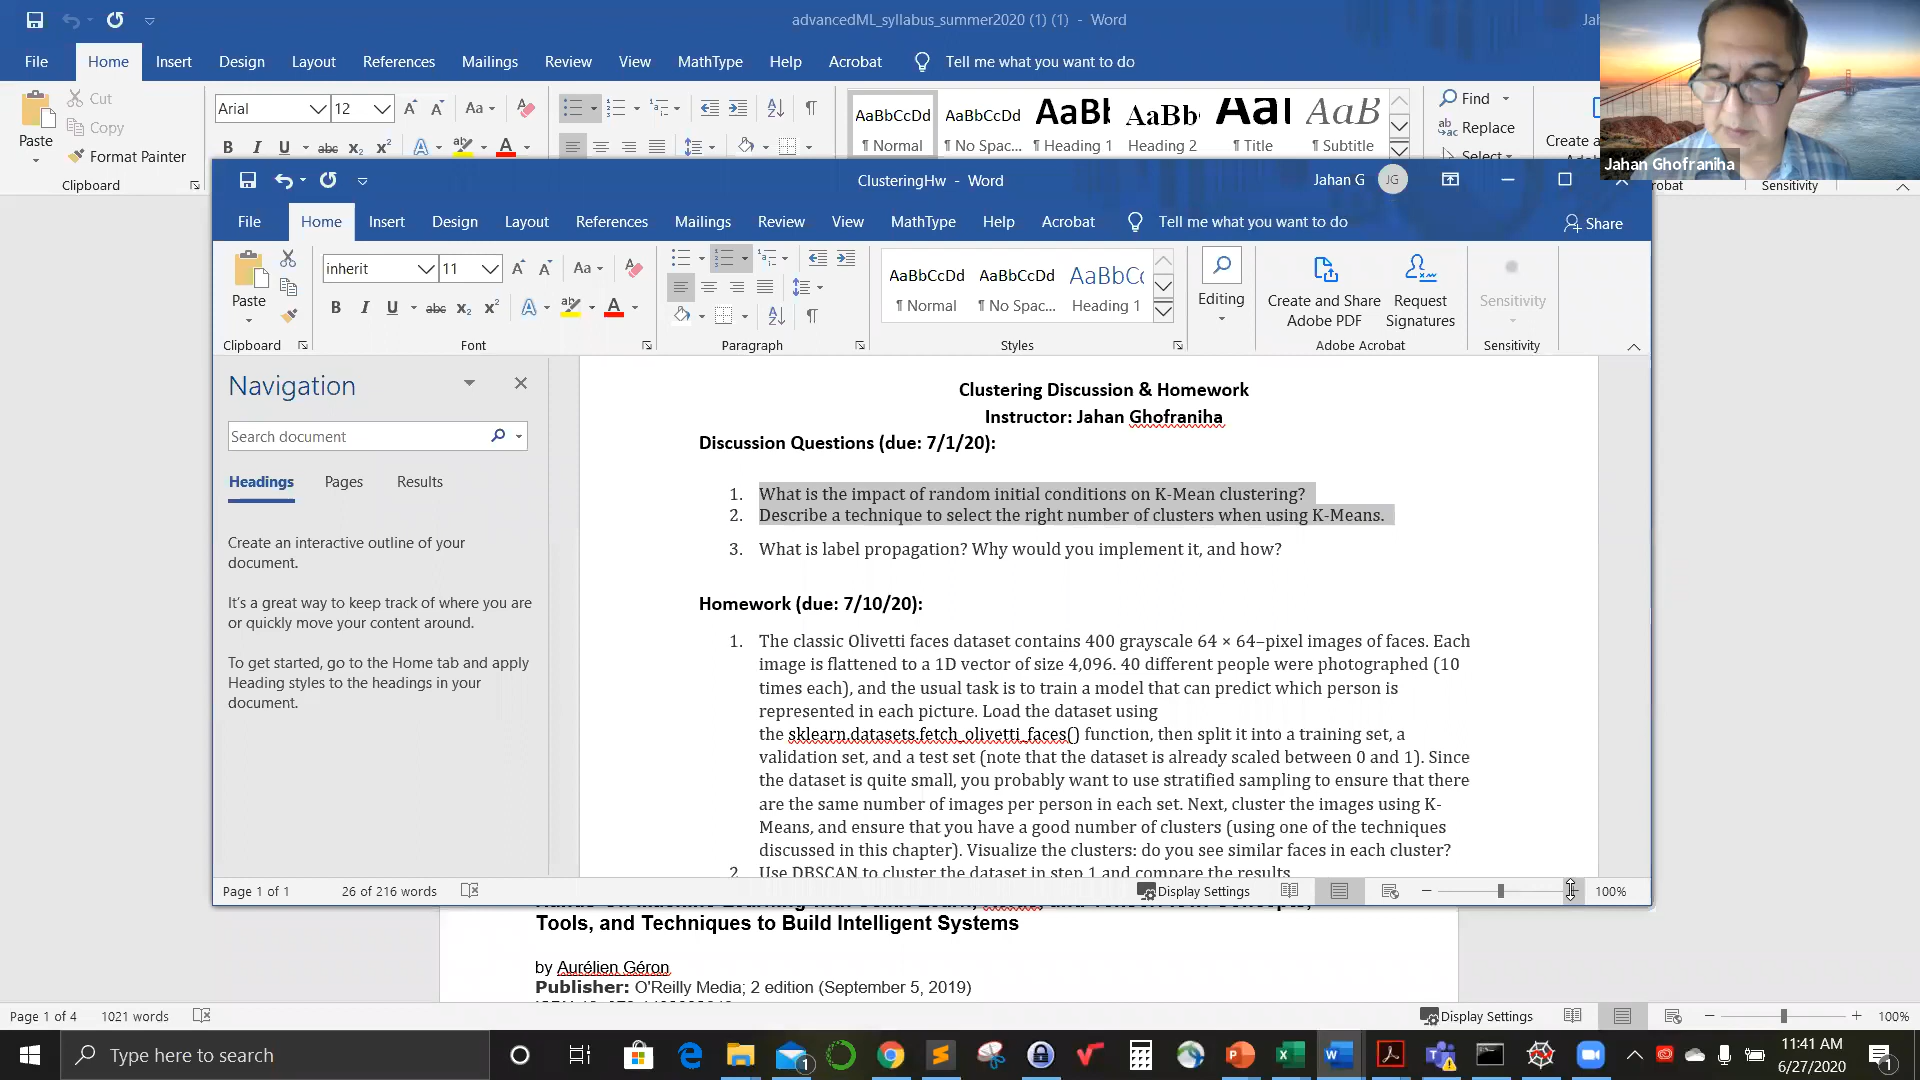 advancedML_syllabus_summer2020 (1) (1) - Word
File Home Insert Design Layout References Mailings Review View MathType Help Acrobat Tell me what you want to do
Paste
Cut
Copy
Format Painter
Clipboard
Arial 12
AaBbCcDd AaBbCcDd AaBb AaBb AaB
¶ Normal ¶ No Spac... ¶ Heading 1 Heading 2 ¶ Title ¶ Subtitle
Find
Replace
Select
Create a
Sensitivity
Jahan Ghofraniha
ClusteringHw - Word
Jahan G JG
File Home Insert Design Layout References Mailings Review View MathType Help Acrobat Tell me what you want to do Share
Paste
Clipboard
inherit 11
Font
Paragraph
AaBbCcDd AaBbCcDd AaBbCc
¶ Normal ¶ No Spac... Heading 1
Styles
Editing
Create and Share Adobe PDF
Request Signatures
Adobe Acrobat
Sensitivity
Sensitivity
Navigation
Search document
Headings Pages Results
Create an interactive outline of your
document.
It's a great way to keep track of where you are
or quickly move your content around.
To get started, go to the Home tab and apply
Heading styles to the headings in your
document.
Clustering Discussion & Homework
Instructor: Jahan Ghofraniha
Discussion Questions (due: 7/1/20):
1. What is the impact of random initial conditions on K-Mean clustering?
2. Describe a technique to select the right number of clusters when using K-Means.
3. What is label propagation? Why would you implement it, and how?
Homework (due: 7/10/20):
1. The classic Olivetti faces dataset contains 400 grayscale 64 × 64–pixel images of faces. Each
image is flattened to a 1D vector of size 4,096. 40 different people were photographed (10
times each), and the usual task is to train a model that can predict which person is
represented in each picture. Load the dataset using
the sklearn.datasets.fetch_olivetti_faces() function, then split it into a training set, a
validation set, and a test set (note that the dataset is already scaled between 0 and 1). Since
the dataset is quite small, you probably want to use stratified sampling to ensure that there
are the same number of images per person in each set. Next, cluster the images using K-
Means, and ensure that you have a good number of clusters (using one of the techniques
discussed in this chapter). Visualize the clusters: do you see similar faces in each cluster?
2. Use DBSCAN to cluster the dataset in step 1 and compare the results
Page 1 of 1 26 of 216 words Display Settings 100%
Tools, and Techniques to Build Intelligent Systems
by Aurélien Géron
Publisher: O'Reilly Media; 2 edition (September 5, 2019)
Page 1 of 4 1021 words Display Settings 100%
Type here to search
11:41 AM
6/27/2020